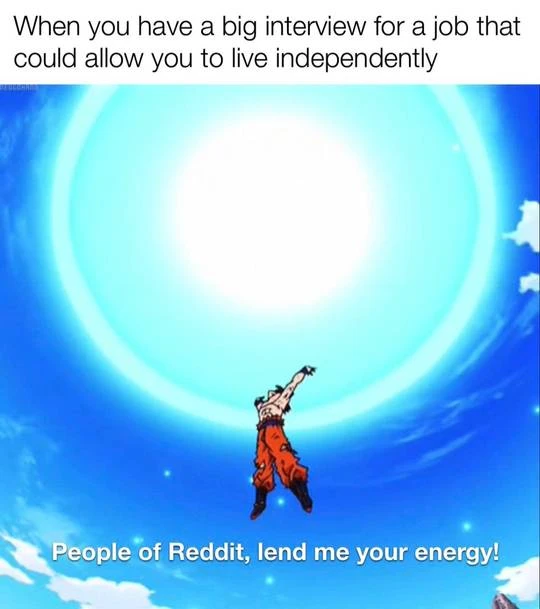 When you have a big interview for a job that
could allow you to live independently
People of Reddit, lend me your energy!